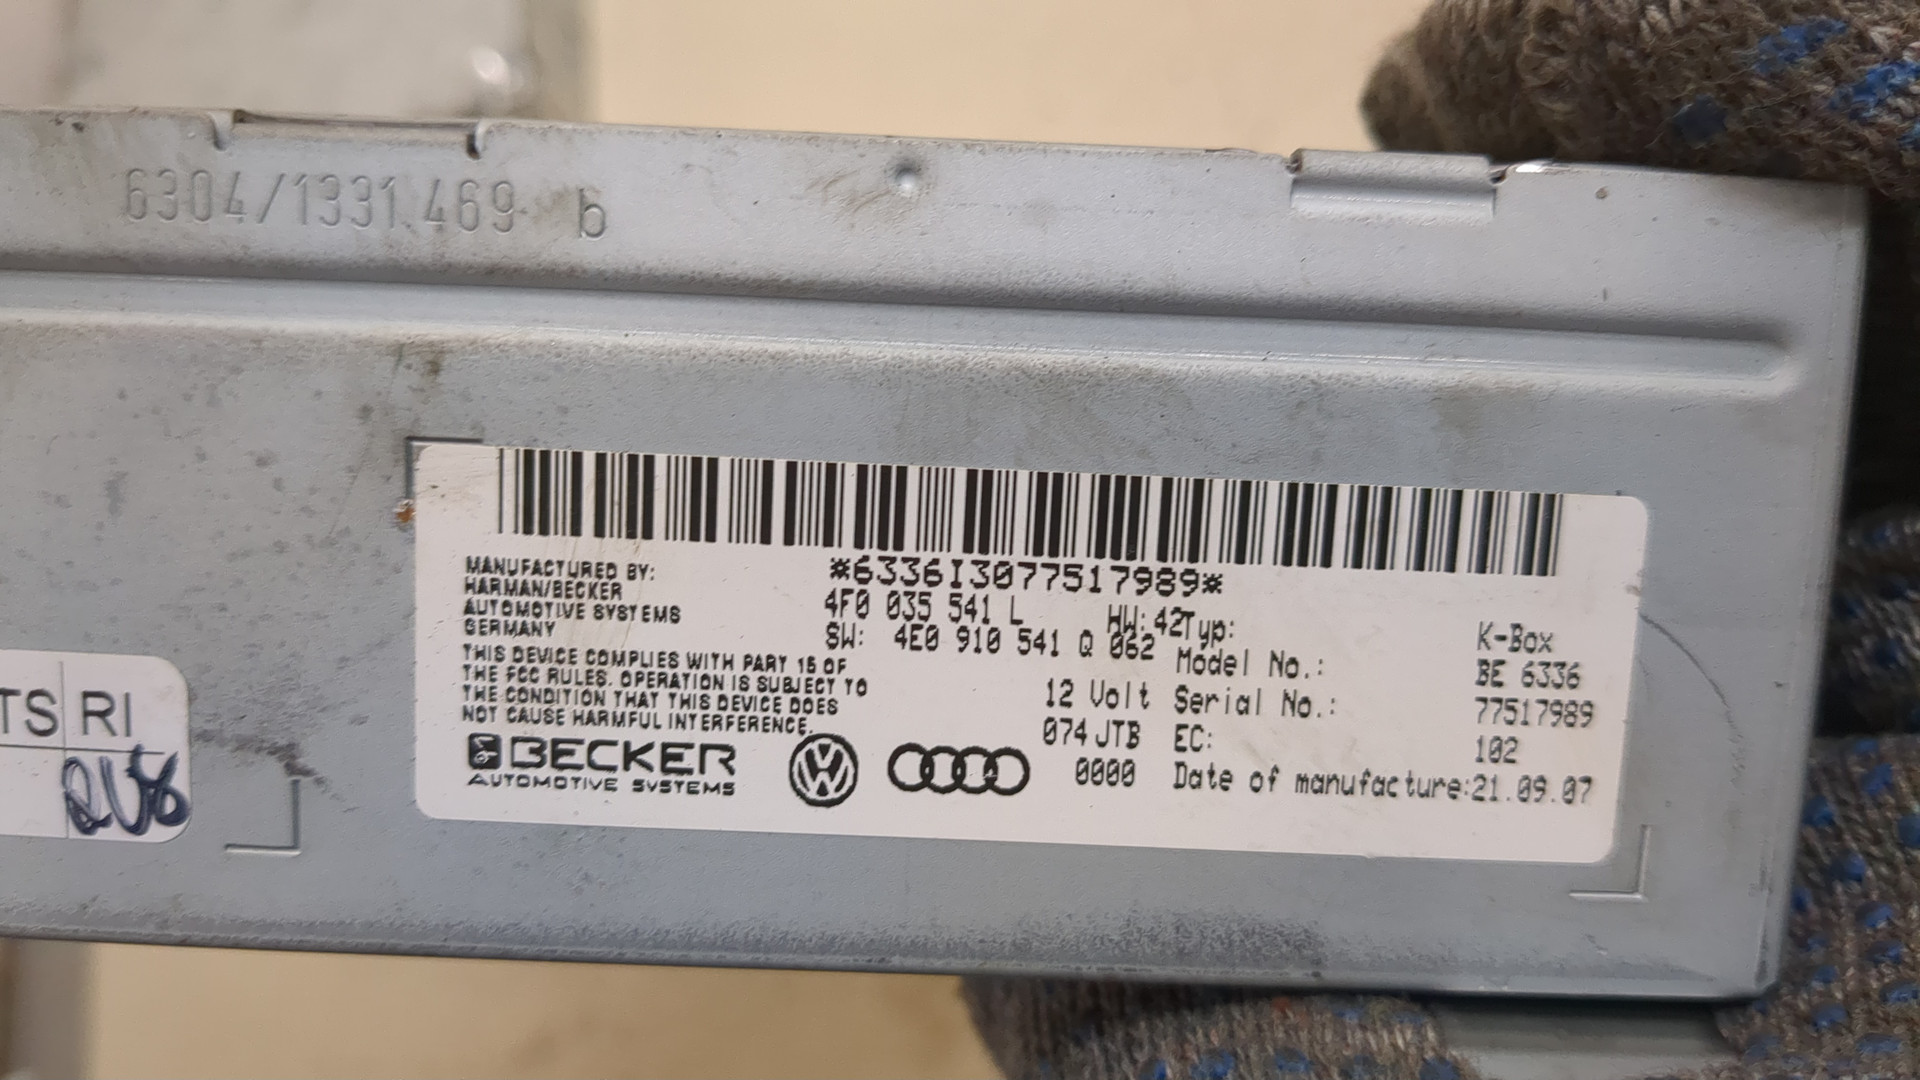 6304/1331.469 b
*6336I3077517989*
MANUFACTURED BY:
HARMAN/BECKER
AUTOMOTIVE SYSTEMS
GERMANY
4F0 035 541 L HW: 42
SW: 4E0 910 541 Q 062
THIS DEVICE COMPLIES WITH PART 15 OF
THE FCC RULES. OPERATION IS SUBJECT TO
THE CONDITION THAT THIS DEVICE DOES
NOT CAUSE HARMFUL INTERFERENCE.
12 Volt
074 JTB
0000
Typ: K-Box
Model No.: BE 6336
Serial No.: 77517989
EC: 102
Date of manufacture: 21.09.07
BECKER
AUTOMOTIVE SYSTEMS
TS RI